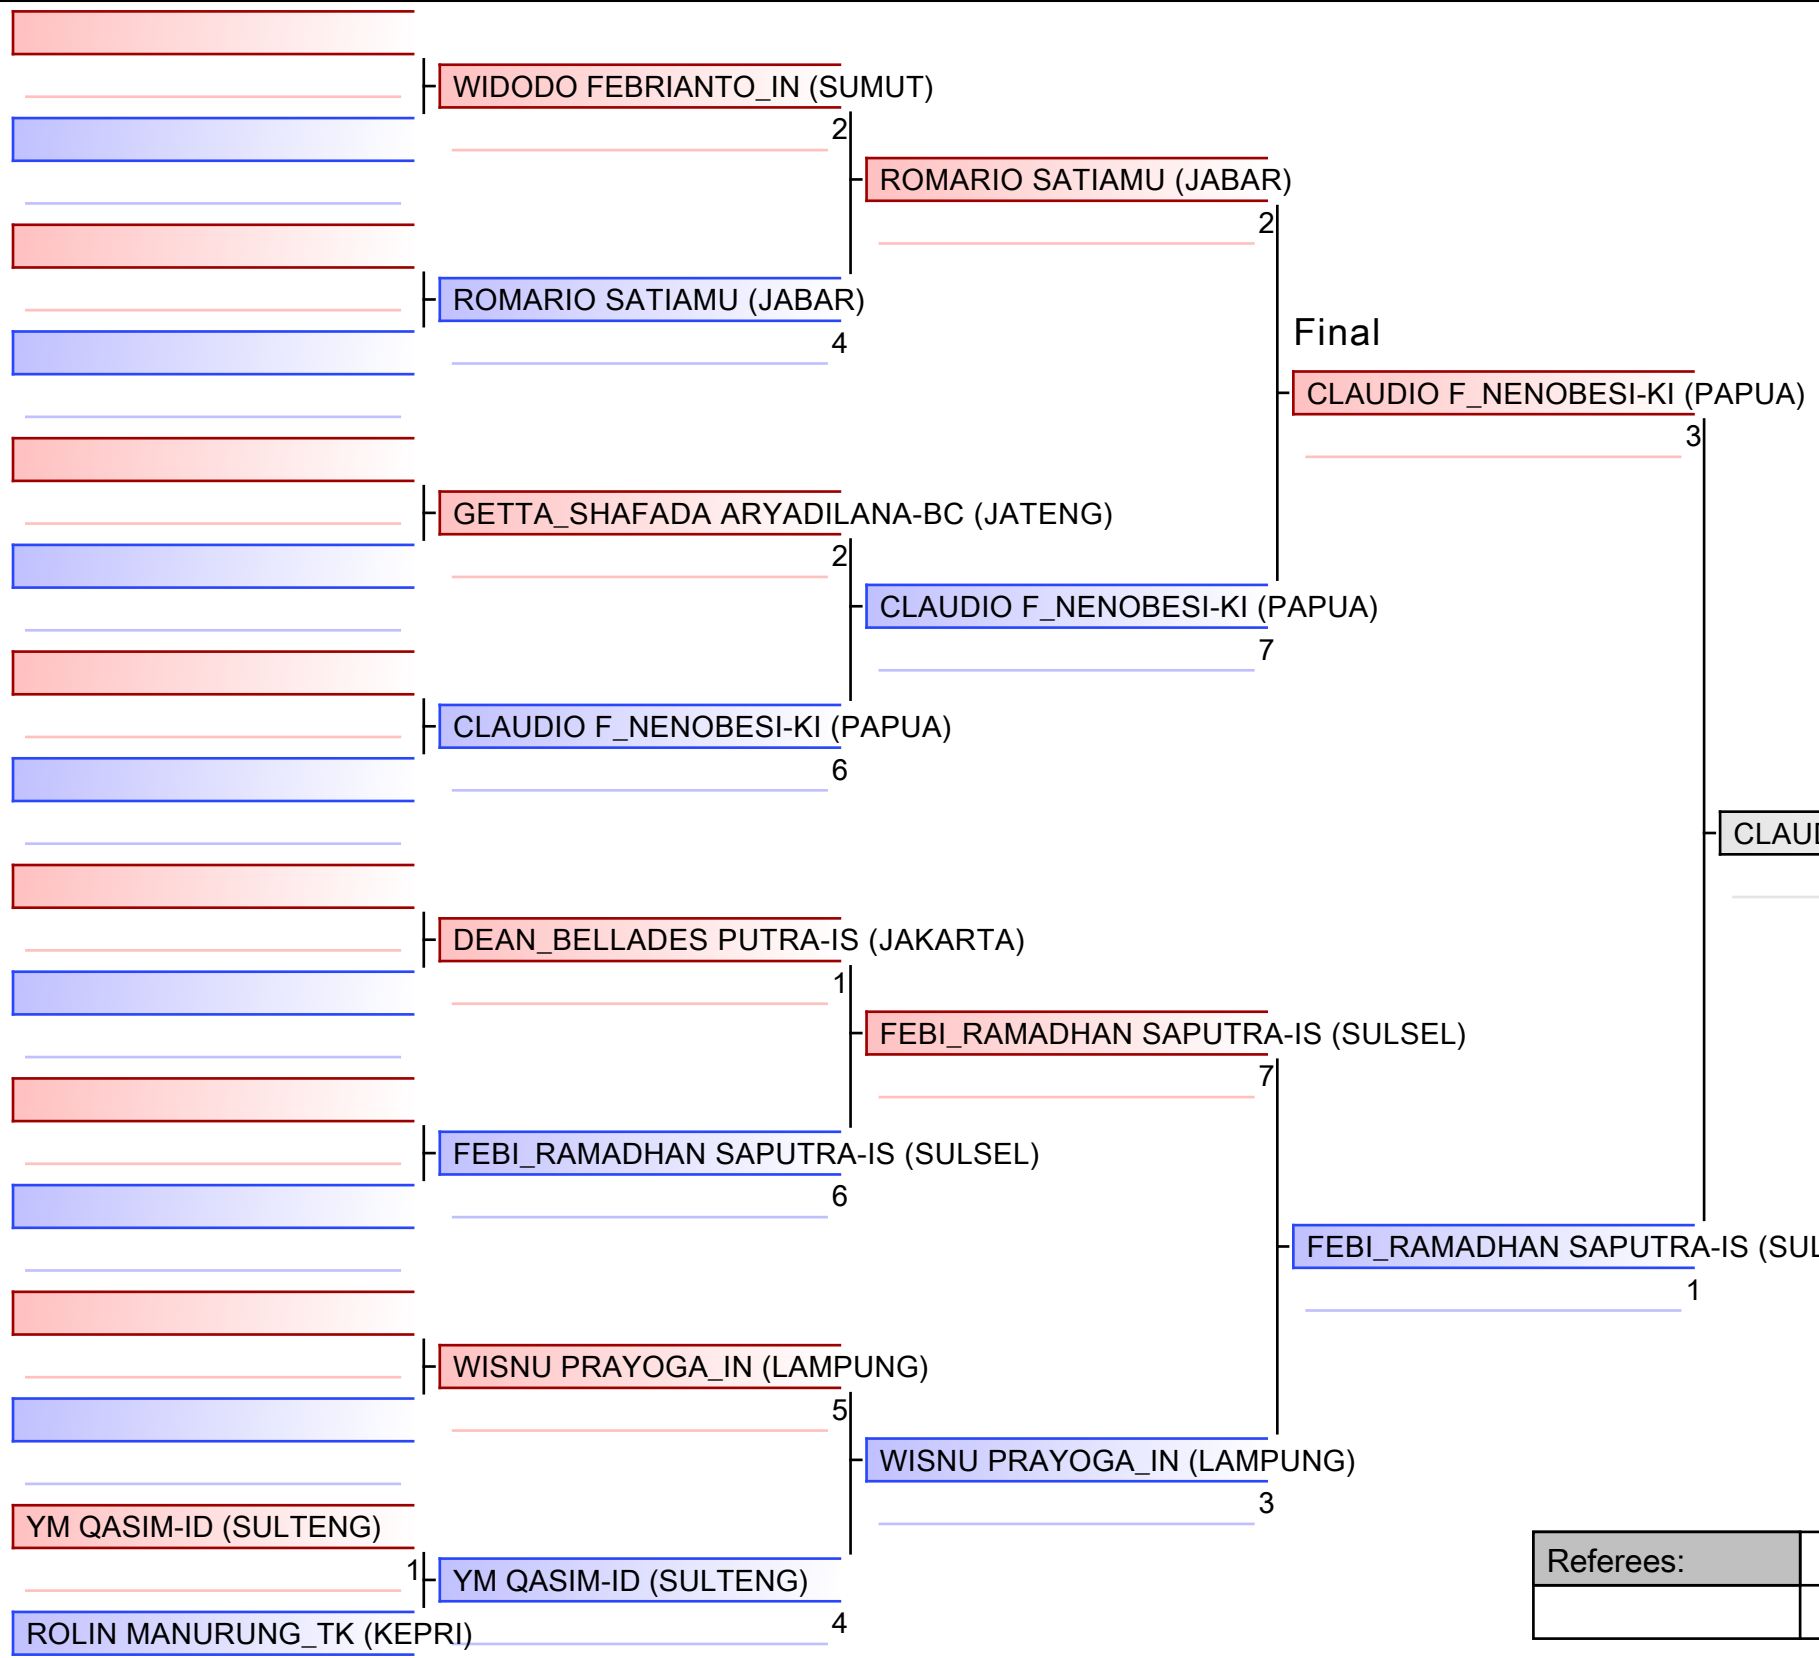 WIDODO FEBRIANTO_IN (SUMUT)
2
ROMARIO SATIAMU (JABAR)
2
ROMARIO SATIAMU (JABAR)
4
Final
CLAUDIO F_NENOBESI-KI (PAPUA)
3
GETTA_SHAFADA ARYADILANA-BC (JATENG)
2
CLAUDIO F_NENOBESI-KI (PAPUA)
7
CLAUDIO F_NENOBESI-KI (PAPUA)
6
DEAN_BELLADES PUTRA-IS (JAKARTA)
1
FEBI_RAMADHAN SAPUTRA-IS (SULSEL)
7
FEBI_RAMADHAN SAPUTRA-IS (SULSEL)
6
FEBI_RAMADHAN SAPUTRA-IS
1
WISNU PRAYOGA_IN (LAMPUNG)
5
WISNU PRAYOGA_IN (LAMPUNG)
3
YM QASIM-ID (SULTENG)
1
YM QASIM-ID (SULTENG)
4
ROLIN MANURUNG_TK (KEPRI)
Referees: